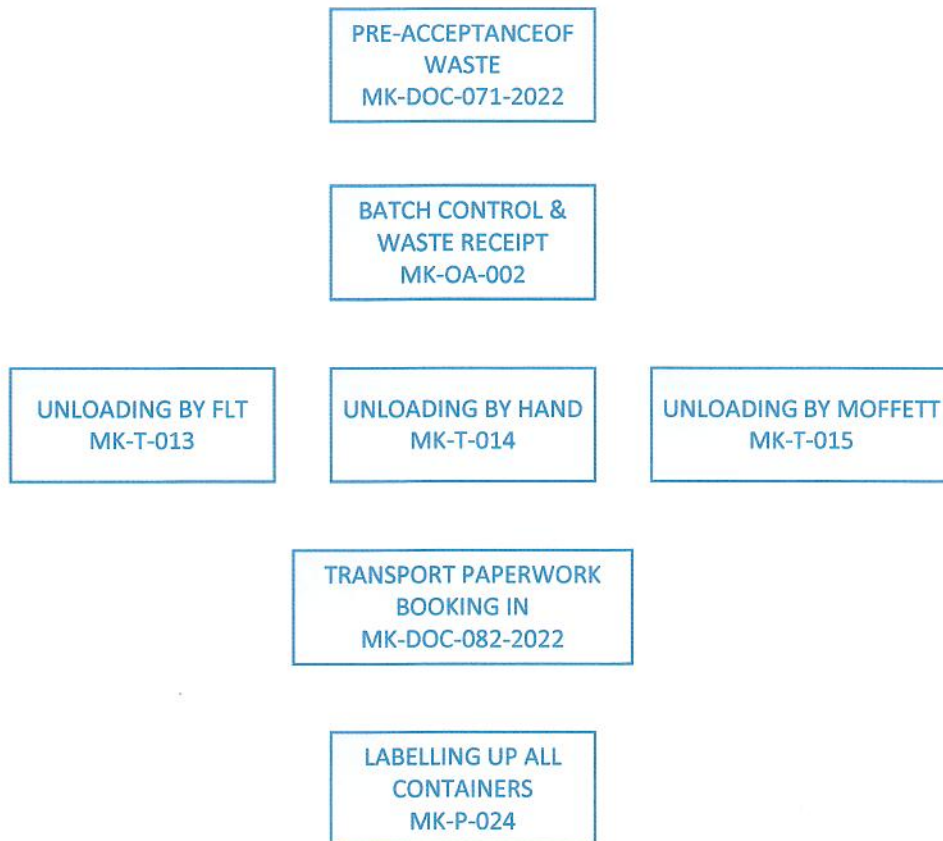 PRE-ACCEPTANCEOF
WASTE
MK-DOC-071-2022
BATCH CONTROL &
WASTE RECEIPT
MK-OA-002
UNLOADING BY FLT
MK-T-013
UNLOADING BY HAND
MK-T-014
UNLOADING BY MOFFETT
MK-T-015
TRANSPORT PAPERWORK
BOOKING IN
MK-DOC-082-2022
LABELLING UP ALL
CONTAINERS
MK-P-024